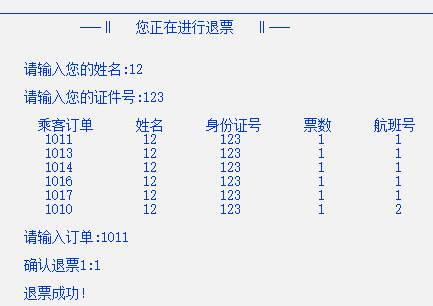 ——‖ 您正在进行退票 ‖——
请输入您的姓名:12
请输入您的证件号:123
乘客订单 姓名 身份证号 票数 航班号
1011 12 123 1 1
1013 12 123 1 1
1014 12 123 1 1
1016 12 123 1 1
1017 12 123 1 1
1010 12 123 1 2
请输入订单:1011
确认退票1:1
退票成功!